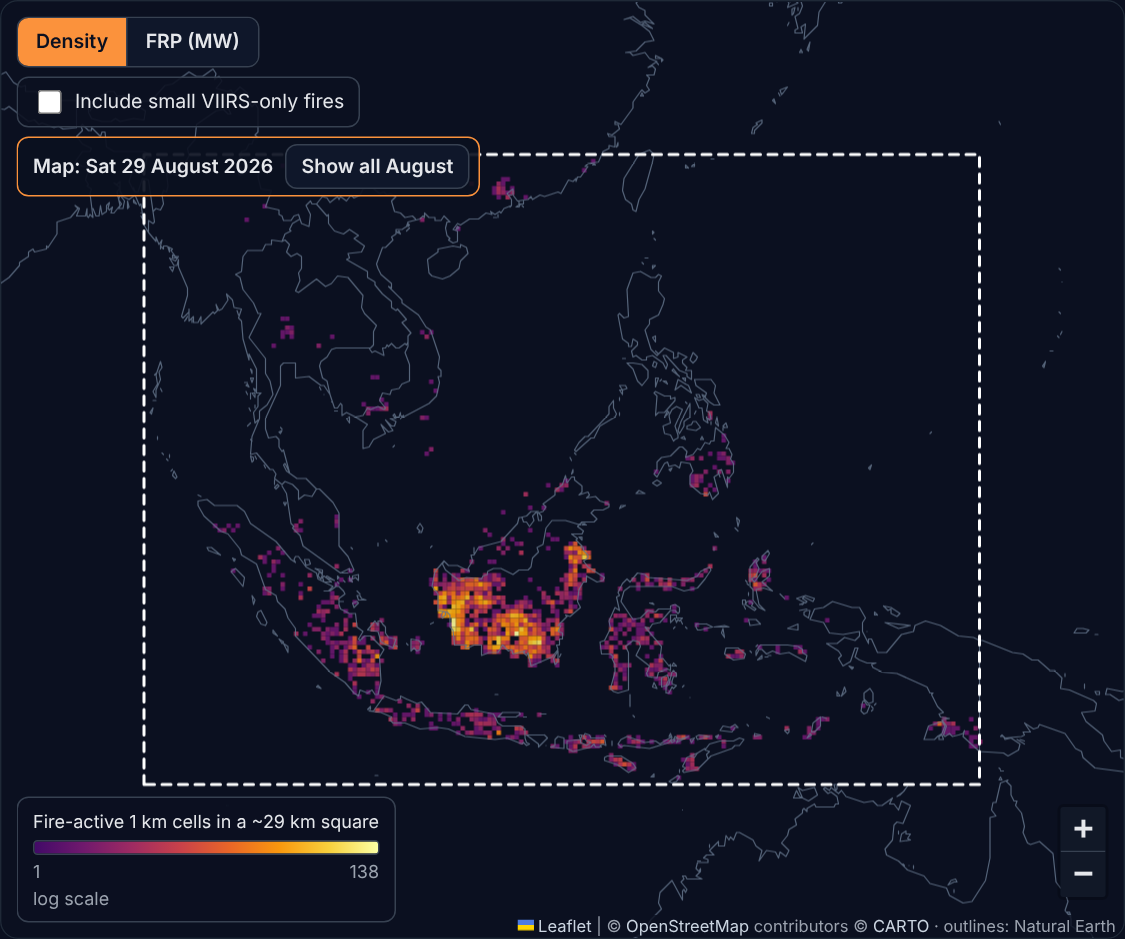 Density FRP (MW)
Include small VIIRS-only fires
Map: Sat 29 August 2026 Show all August
Fire-active 1 km cells in a ~29 km square
1 138
log scale
+
−
Leaflet | © OpenStreetMap contributors © CARTO · outlines: Natural Earth